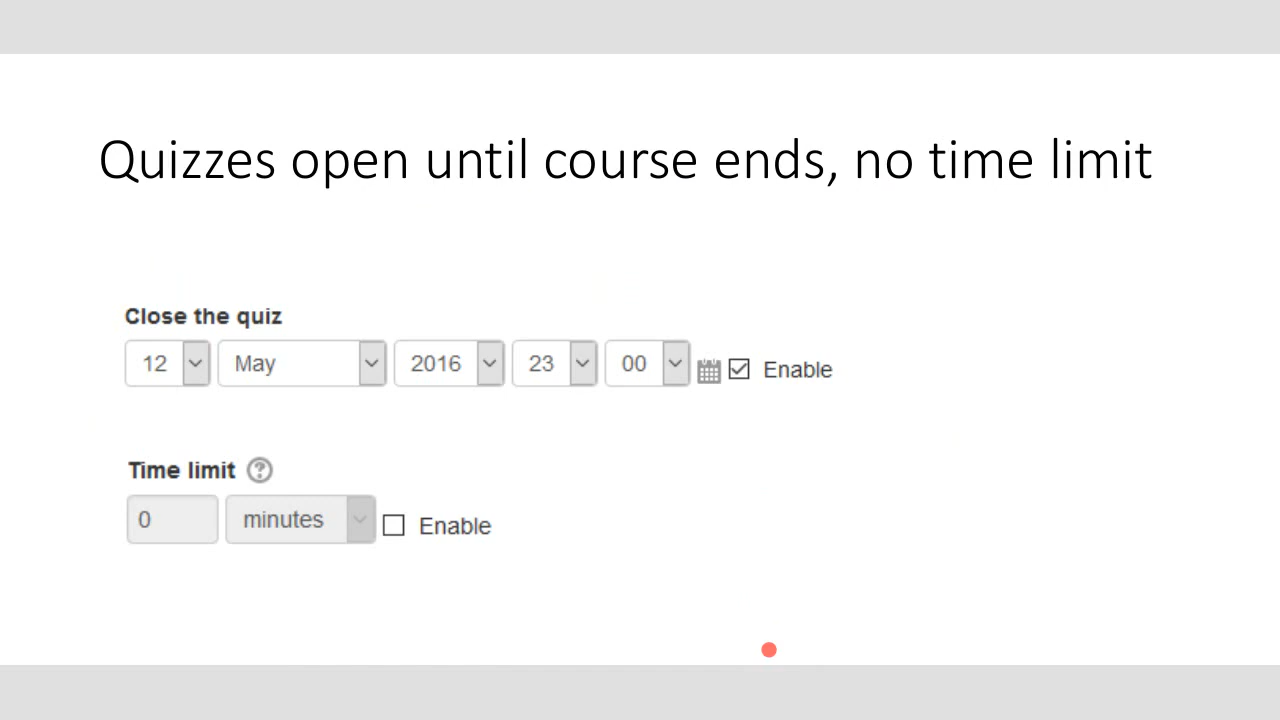 Quizzes open until course ends, no time limit
Close the quiz
12 May 2016 23 00 Enable
Time limit ?
0 minutes Enable